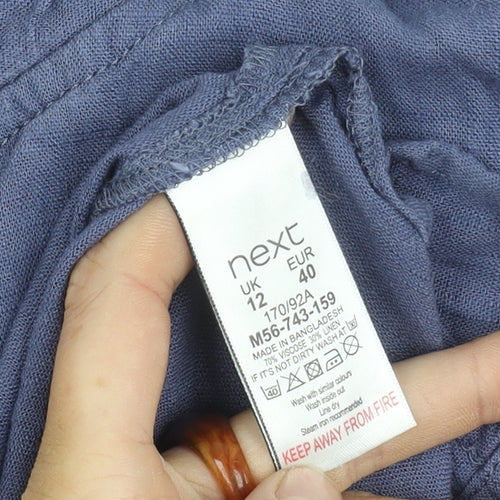 next
UK EUR
12 40
170/92A
M56-743-159
MADE IN BANGLADESH
70% VISCOSE 30% LINEN
IF IT'S NOT DIRTY WASH AT
40
Wash with similar colours
Wash inside out
Line dry
Steam iron recommended
KEEP AWAY FROM FIRE